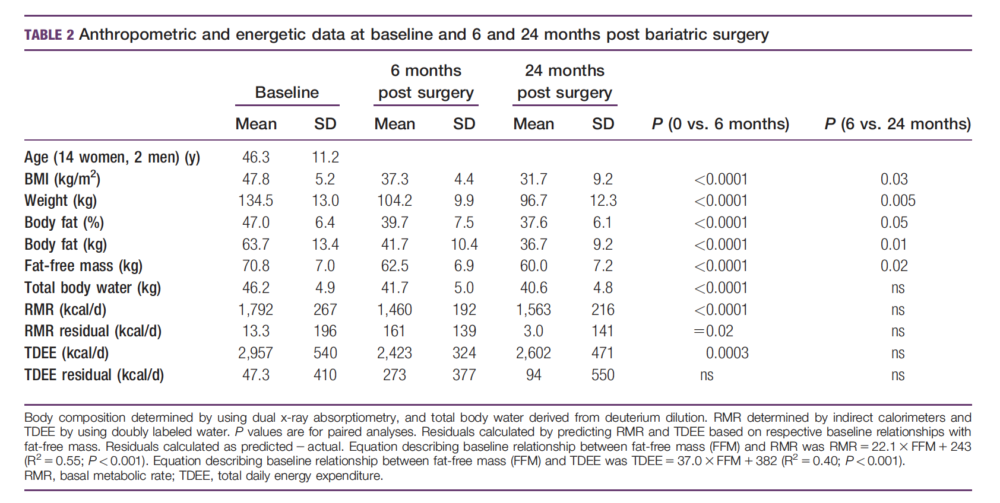 TABLE 2 Anthropometric and energetic data at baseline and 6 and 24 months post bariatric surgery
Baseline 6 months post surgery 24 months post surgery
Mean SD Mean SD Mean SD P (0 vs. 6 months) P (6 vs. 24 months)
Age (14 women, 2 men) (y) 46.3 11.2
BMI (kg/m²) 47.8 5.2 37.3 4.4 31.7 9.2 <0.0001 0.03
Weight (kg) 134.5 13.0 104.2 9.9 96.7 12.3 <0.0001 0.005
Body fat (%) 47.0 6.4 39.7 7.5 37.6 6.1 <0.0001 0.05
Body fat (kg) 63.7 13.4 41.7 10.4 36.7 9.2 <0.0001 0.01
Fat-free mass (kg) 70.8 7.0 62.5 6.9 60.0 7.2 <0.0001 0.02
Total body water (kg) 46.2 4.9 41.7 5.0 40.6 4.8 <0.0001 ns
RMR (kcal/d) 1,792 267 1,460 192 1,563 216 <0.0001 ns
RMR residual (kcal/d) 13.3 196 161 139 3.0 141 =0.02 ns
TDEE (kcal/d) 2,957 540 2,423 324 2,602 471 0.0003 ns
TDEE residual (kcal/d) 47.3 410 273 377 94 550 ns ns
Body composition determined by using dual x-ray absorptiometry, and total body water derived from deuterium dilution. RMR determined by indirect calorimeters and
TDEE by using doubly labeled water. P values are for paired analyses. Residuals calculated by predicting RMR and TDEE based on respective baseline relationships with
fat-free mass. Residuals calculated as predicted − actual. Equation describing baseline relationship between fat-free mass (FFM) and RMR was RMR = 22.1 × FFM + 243
(R² = 0.55; P < 0.001). Equation describing baseline relationship between fat-free mass (FFM) and TDEE was TDEE = 37.0 × FFM + 382 (R² = 0.40; P < 0.001).
RMR, basal metabolic rate; TDEE, total daily energy expenditure.